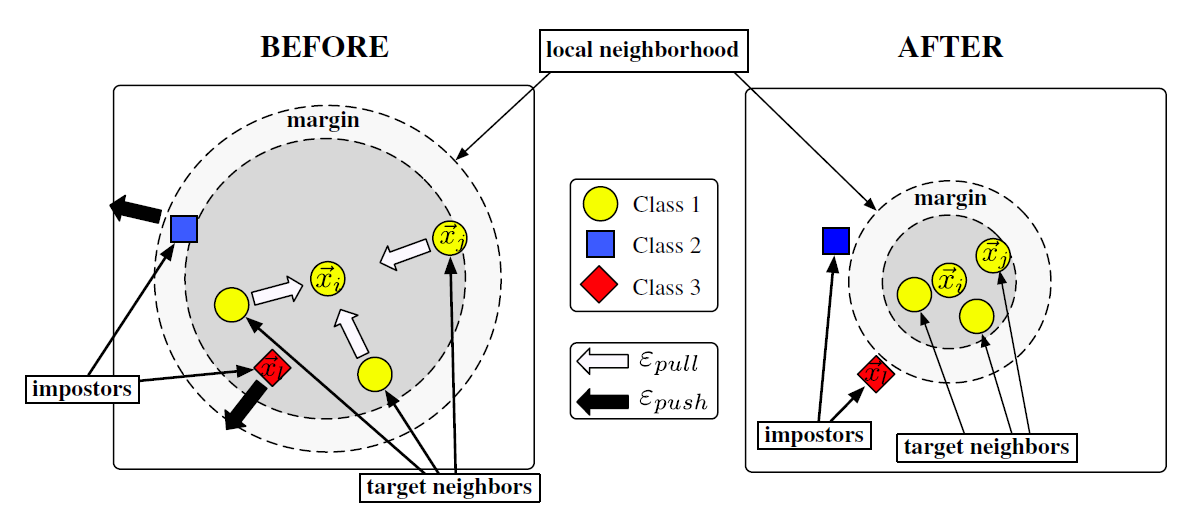 BEFORE
local neighborhood
AFTER
margin
margin
Class 1
Class 2
Class 3
x⃗j
x⃗i
x⃗l
x⃗j
x⃗i
x⃗l
εpull
εpush
impostors
target neighbors
impostors
target neighbors